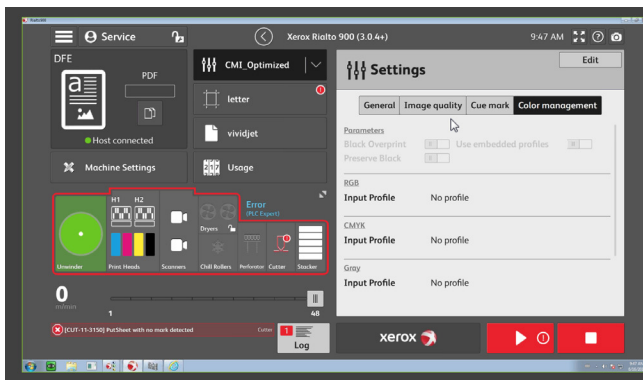 Service
Xerox Rialto 900 (3.0.4+)
9:47 AM
DFE
PDF
a
Host connected
Machine Settings
CMI_Optimized
letter
vividjet
Usage
Settings
Edit
General Image quality Cue mark Color management
Parameters
Black Overprint
Use embedded profiles
Preserve Black
RGB
Input Profile No profile
CMYK
Input Profile No profile
Gray
Input Profile No profile
H1 H2
Error
(PLC Expert)
Dryers
Unwinder Print Heads Scanners Chill Rollers Perforator Cutter Stacker
0
m/min
1 48
[CUT-11-3150] PutSheet with no mark detected Cutter
1
Log
xerox